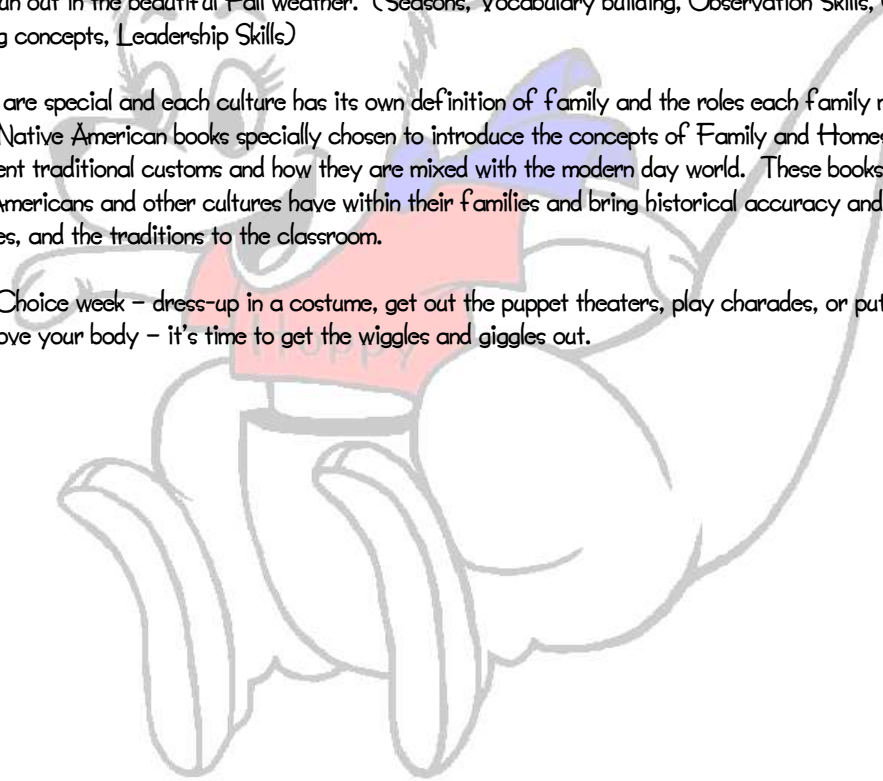 un out in the beautiful Fall weather. (Seasons, Vocabulary building, Observation Skills,
g concepts, Leadership Skills)
are special and each culture has its own definition of family and the roles each family
Native American books specially chosen to introduce the concepts of Family and Homes
ent traditional customs and how they are mixed with the modern day world. These books
Americans and other cultures have within their families and bring historical accuracy and
es, and the traditions to the classroom.
Choice week – dress-up in a costume, get out the puppet theaters, play charades, or put
ove your body – it's time to get the wiggles and giggles out.
Hoppy